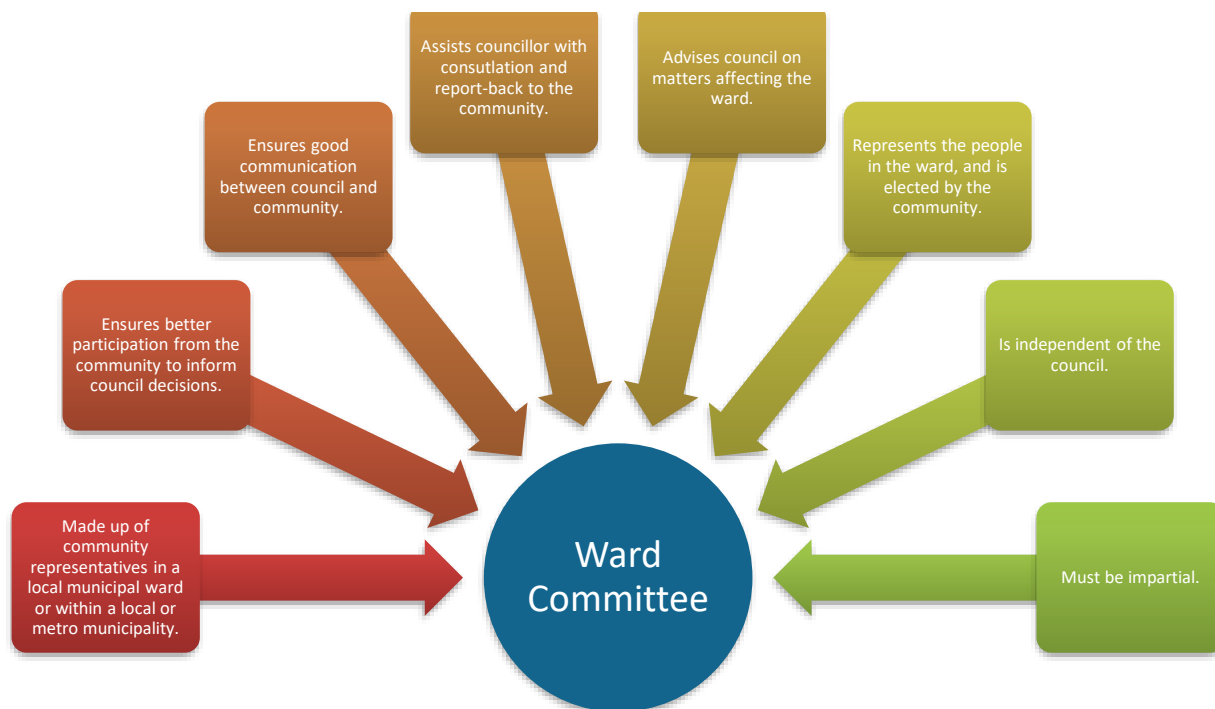 Made up of
community
representatives in a
local municipal ward
or within a local or
metro municipality.
Ensures better
participation from the
community to inform
council decisions.
Ensures good
communication
between council and
community.
Assists councillor with
consutlation and
report-back to the
community.
Advises council on
matters affecting the
ward.
Represents the people
in the ward, and is
elected by the
community.
Is independent of the
council.
Must be impartial.
Ward
Committee